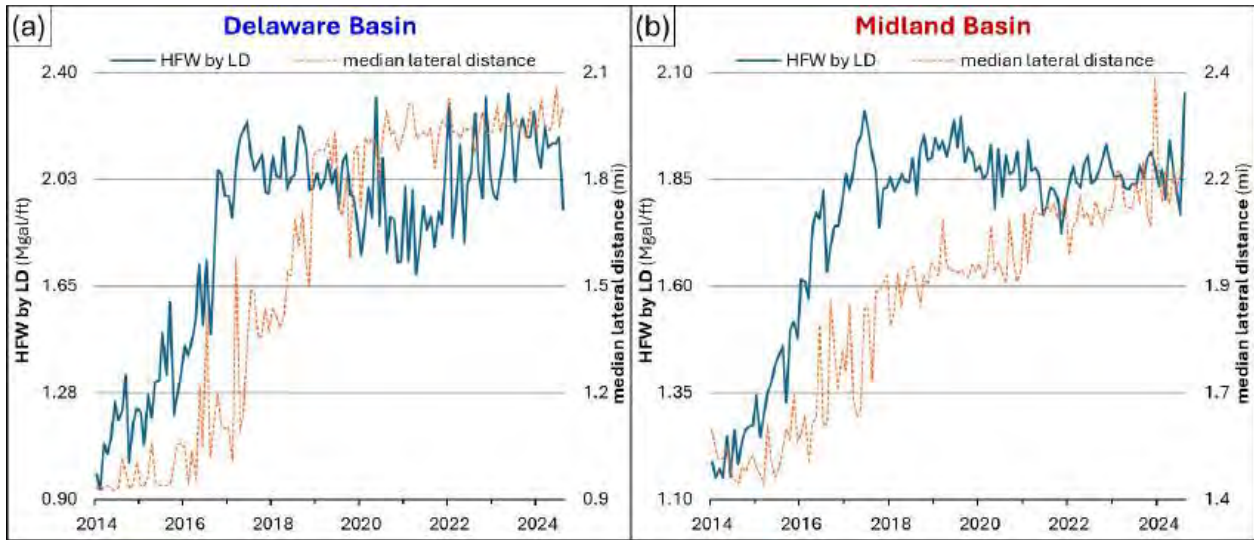 (a) Delaware Basin
HFW by LD median lateral distance
2.40 2.1
2.03 1.8
1.65 1.5
1.28 1.2
0.90 0.9
HFW by LD (Mgal/ft)
median lateral distance (mi)
2014 2016 2018 2020 2022 2024
(b) Midland Basin
HFW by LD median lateral distance
2.10 2.4
1.85 2.2
1.60 1.9
1.35 1.7
1.10 1.4
HFW by LD (Mgal/ft)
median lateral distance (mi)
2014 2016 2018 2020 2022 2024